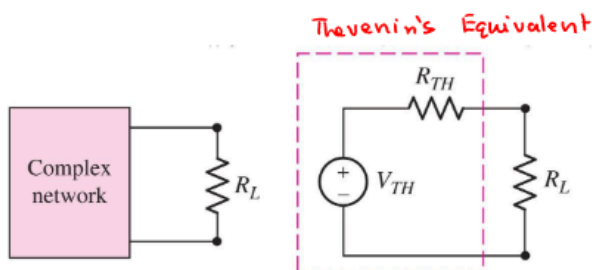 Thevenin's Equivalent
R_TH
Complex
network
R_L
+
−
V_TH
R_L